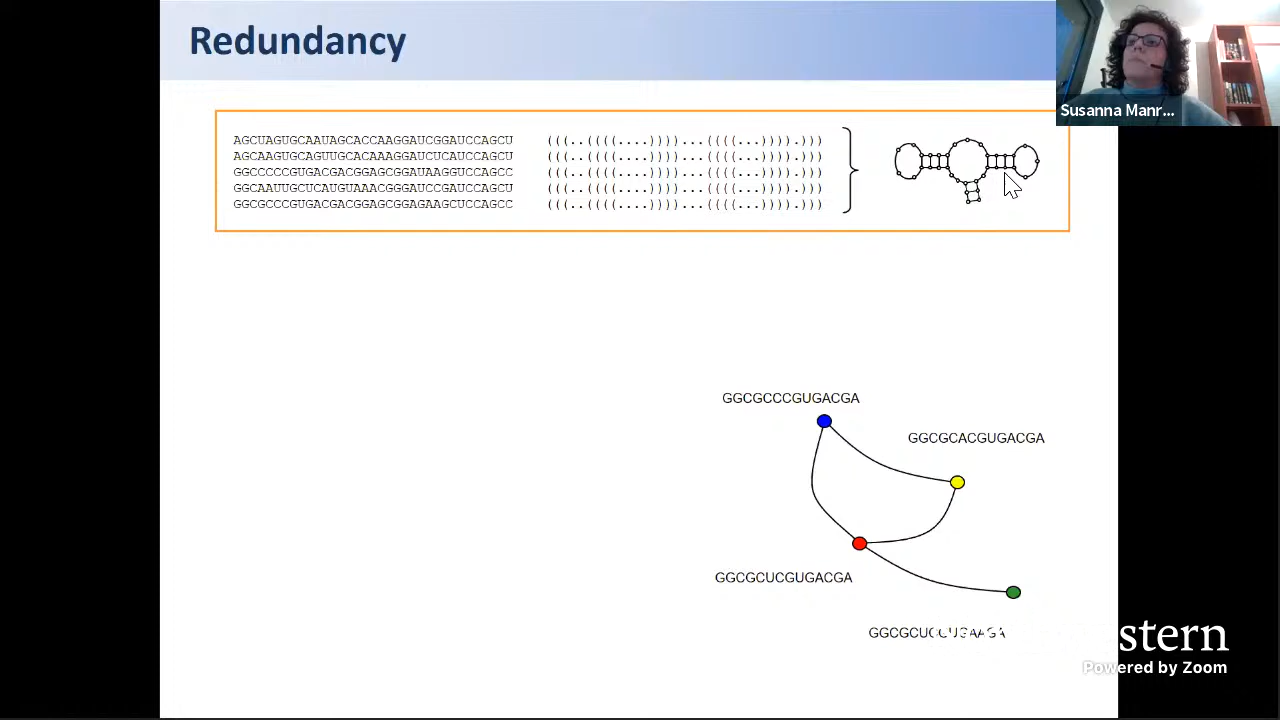 Redundancy
Susanna Manr...
AGCUAGUGCAAUAGCACCAAGGAUCGGAUCCAGCU (((..((((....))))...((((...)))).)))
AGCAAGUGCAGUUGCACAAAGGAUCUCAUCCAGCU (((..((((....))))...((((...)))).)))
GGCCCCCGUGACGACGGAGCGGAUAAGGUCCAGCC (((..((((....))))...((((...)))).)))
GGCAAUUGCUCAUGUAAACGGGAUCCGAUCCAGCU (((..((((....))))...((((...)))).)))
GGCGCCCGUGACGACGGAGCGGAGAAGCUCCAGCC (((..((((....))))...((((...)))).)))
GGCGCCCGUGACGA
GGCGCACGUGACGA
GGCGCUCGUGACGA
stern
Powered by Zoom